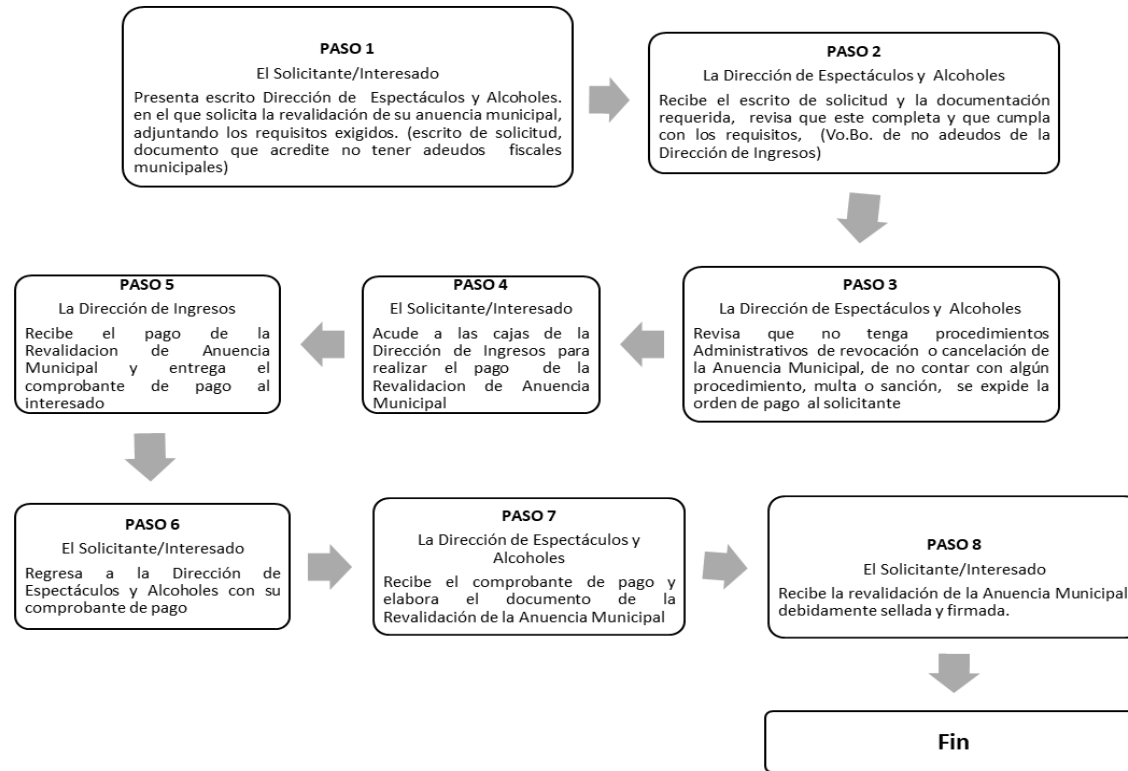 PASO 1
El Solicitante/Interesado
Presenta escrito Dirección de Espectáculos y Alcoholes.
en el que solicita la revalidación de su anuencia municipal,
adjuntando los requisitos exigidos. (escrito de solicitud,
documento que acredite no tener adeudos fiscales
municipales)
PASO 2
La Dirección de Espectáculos y Alcoholes
Recibe el escrito de solicitud y la documentación
requerida, revisa que este completa y que cumpla
con los requisitos, (Vo.Bo. de no adeudos de la
Dirección de Ingresos)
PASO 3
La Dirección de Espectáculos y Alcoholes
Revisa que no tenga procedimientos
Administrativos de revocación o cancelación de
la Anuencia Municipal, de no contar con algún
procedimiento, multa o sanción, se expide la
orden de pago al solicitante
PASO 4
El Solicitante/Interesado
Acude a las cajas de la
Dirección de Ingresos para
realizar el pago de la
Revalidacion de Anuencia
Municipal
PASO 5
La Dirección de Ingresos
Recibe el pago de la
Revalidacion de Anuencia
Municipal y entrega el
comprobante de pago al
interesado
PASO 6
El Solicitante/Interesado
Regresa a la Dirección de
Espectáculos y Alcoholes con su
comprobante de pago
PASO 7
La Dirección de Espectáculos y
Alcoholes
Recibe el comprobante de pago y
elabora el documento de la
Revalidación de la Anuencia Municipal
PASO 8
El Solicitante/Interesado
Recibe la revalidación de la Anuencia Municipal
debidamente sellada y firmada.
Fin